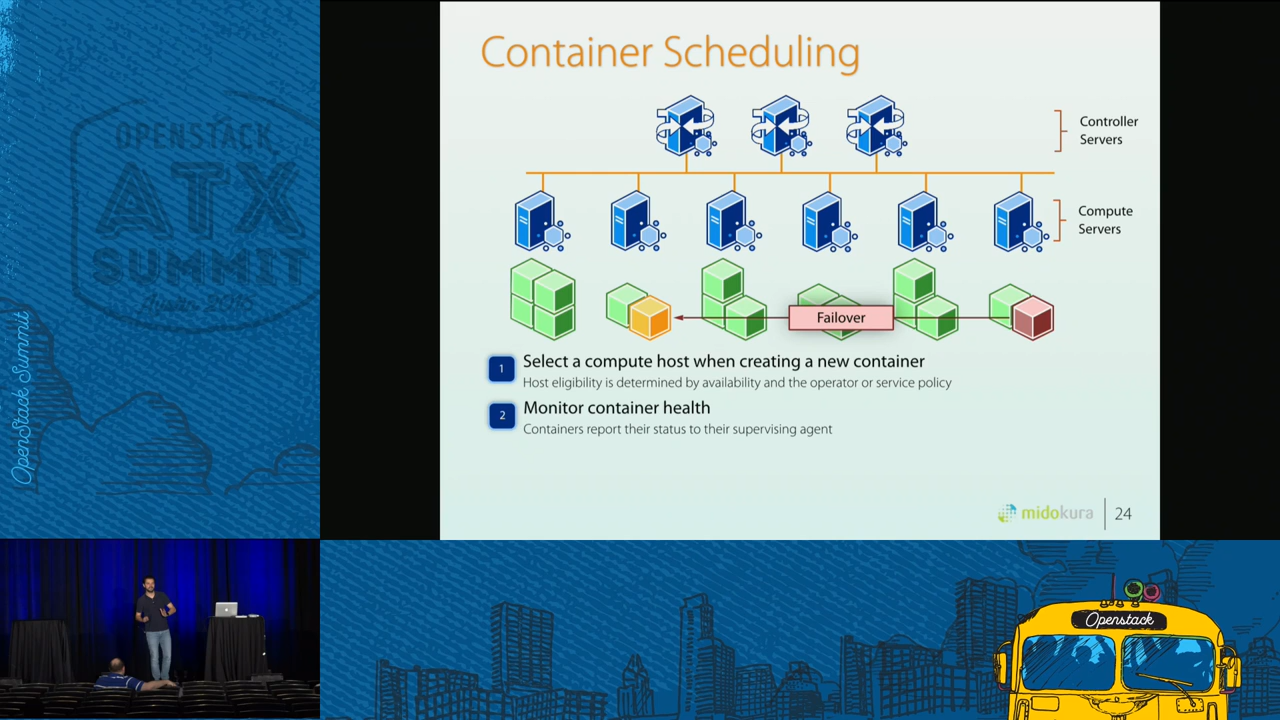 OPENSTACK
ATX
SUMMIT
OpenStack Summit
Container Scheduling
Controller
Servers
Compute
Servers
Failover
1
Select a compute host when creating a new container
Host eligibility is determined by availability and the operator or service policy
2
Monitor container health
Containers report their status to their supervising agent
midokura
24
Openstack